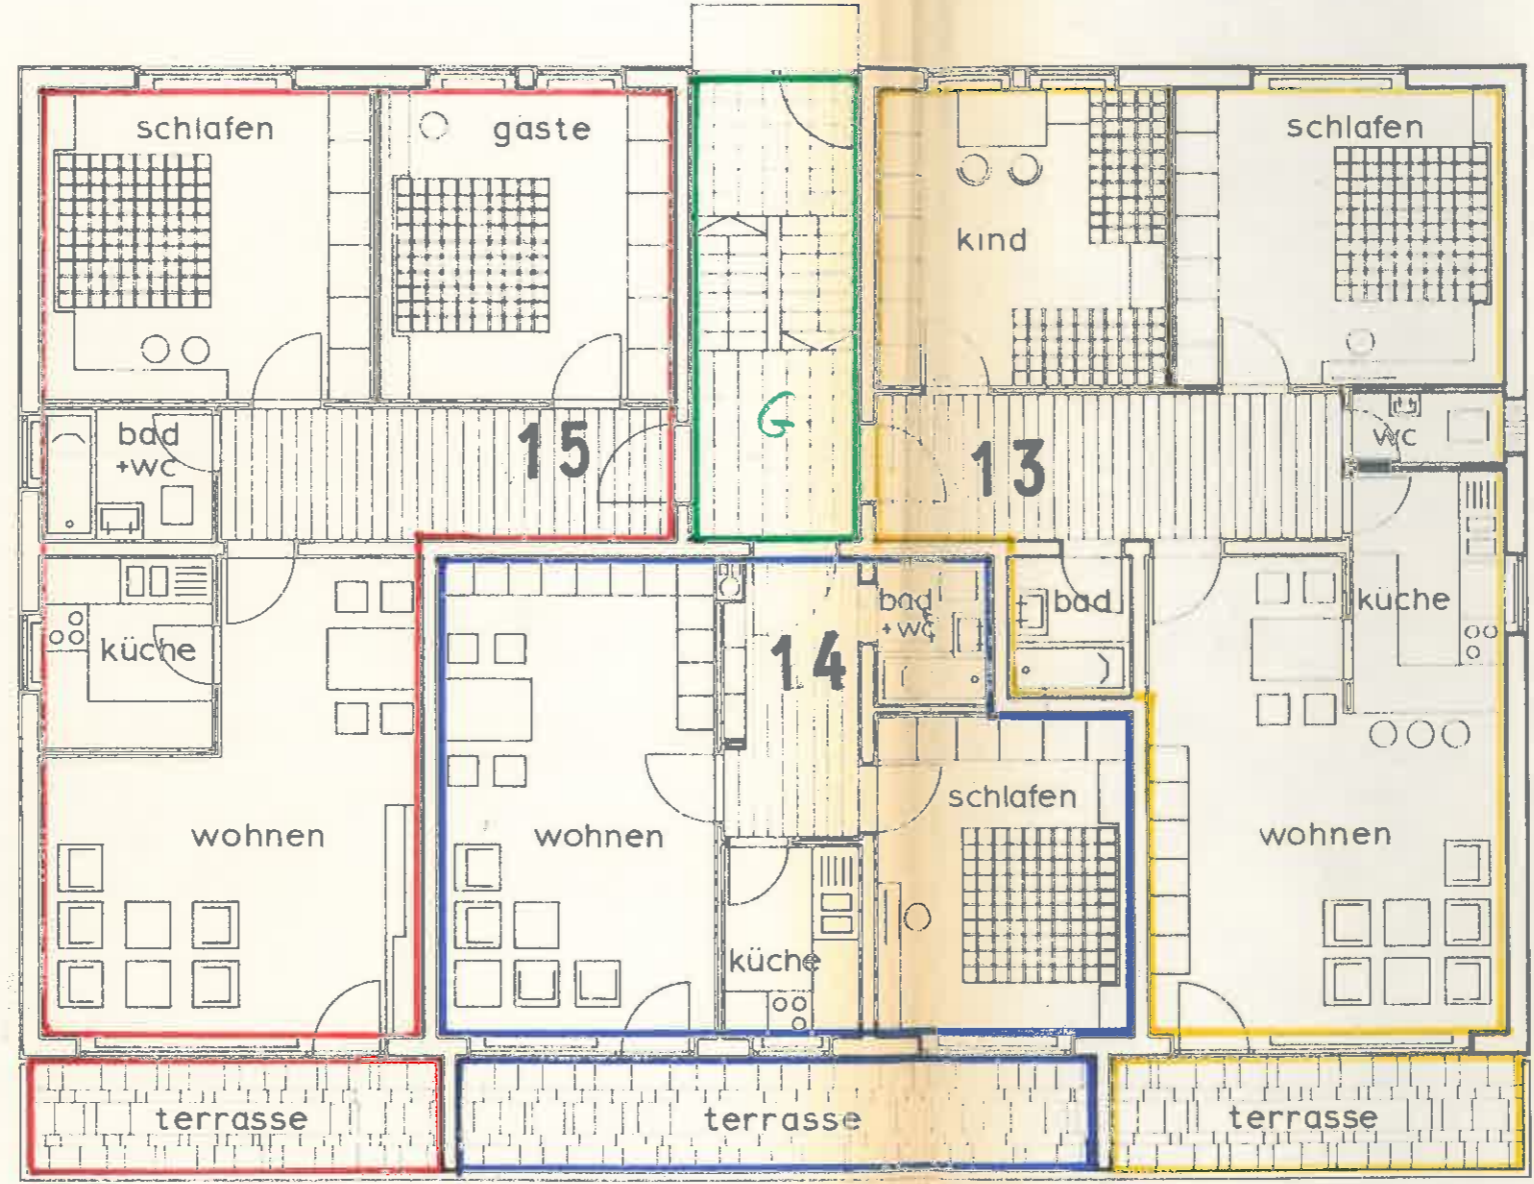 schlafen
gäste
kind
schlafen
bad
+wc
15
G
13
wc
küche
bad
+wc
14
bad
küche
schlafen
wohnen
wohnen
wohnen
küche
terrasse
terrasse
terrasse